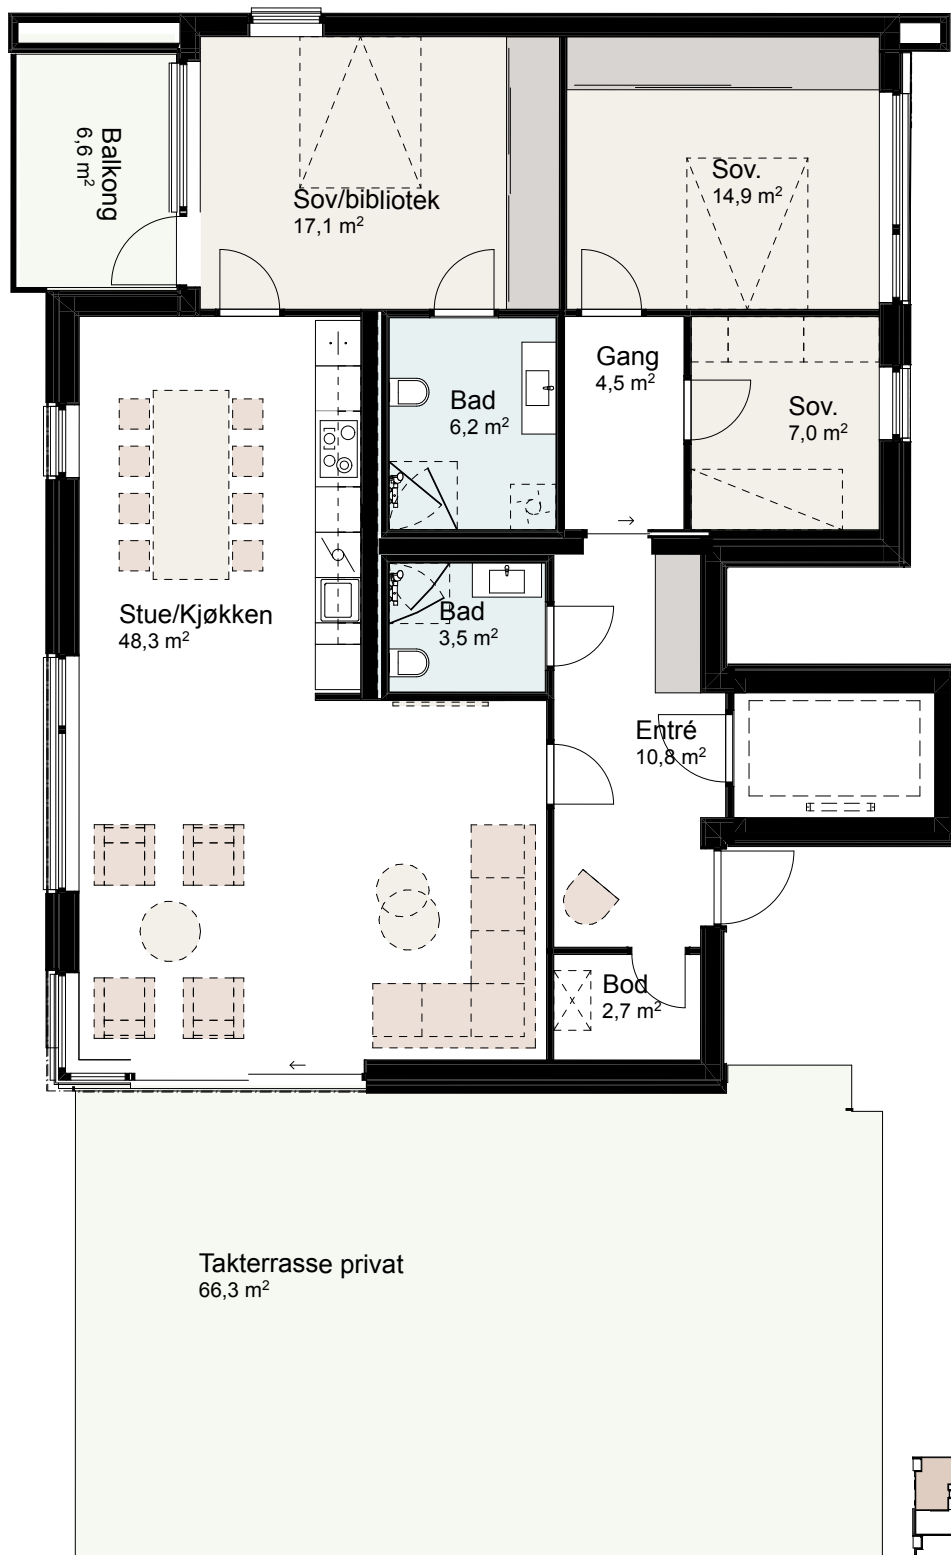 Balkong
6,6 m²
Sov/bibliotek
17,1 m²
Sov.
14,9 m²
Gang
4,5 m²
Bad
6,2 m²
Sov.
7,0 m²
Stue/Kjøkken
48,3 m²
Bad
3,5 m²
Entré
10,8 m²
Bod
2,7 m²
Takterrasse privat
66,3 m²